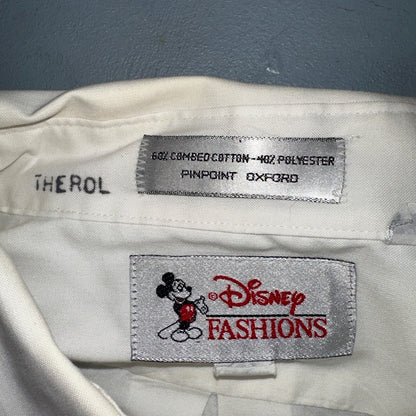 60% COMBED COTTON - 40% POLYESTER
PINPOINT OXFORD
THEROL
© Disney
FASHIONS